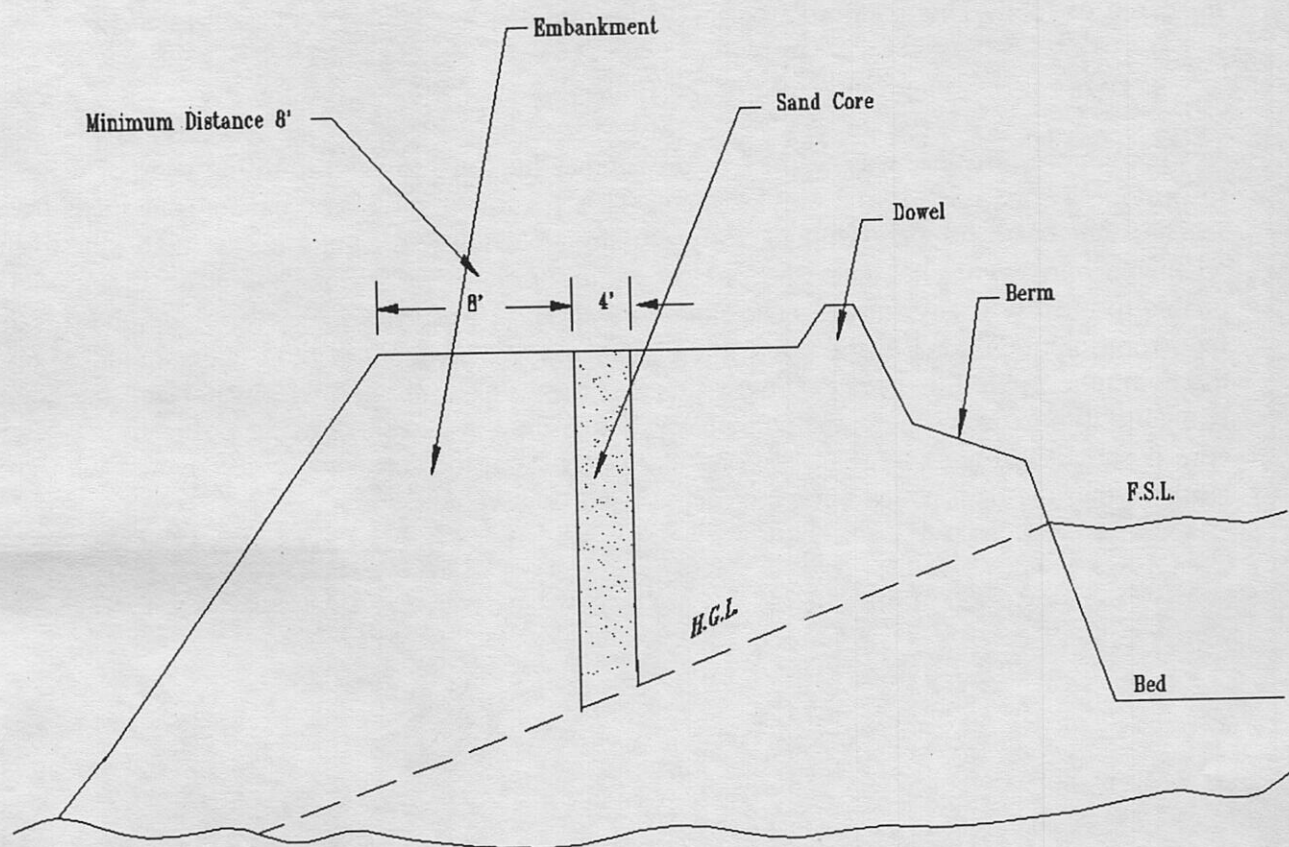 Embankment
Minimum Distance 8'
Sand Core
Dowel
8'
4'
Berm
F.S.L.
H.G.L.
Bed